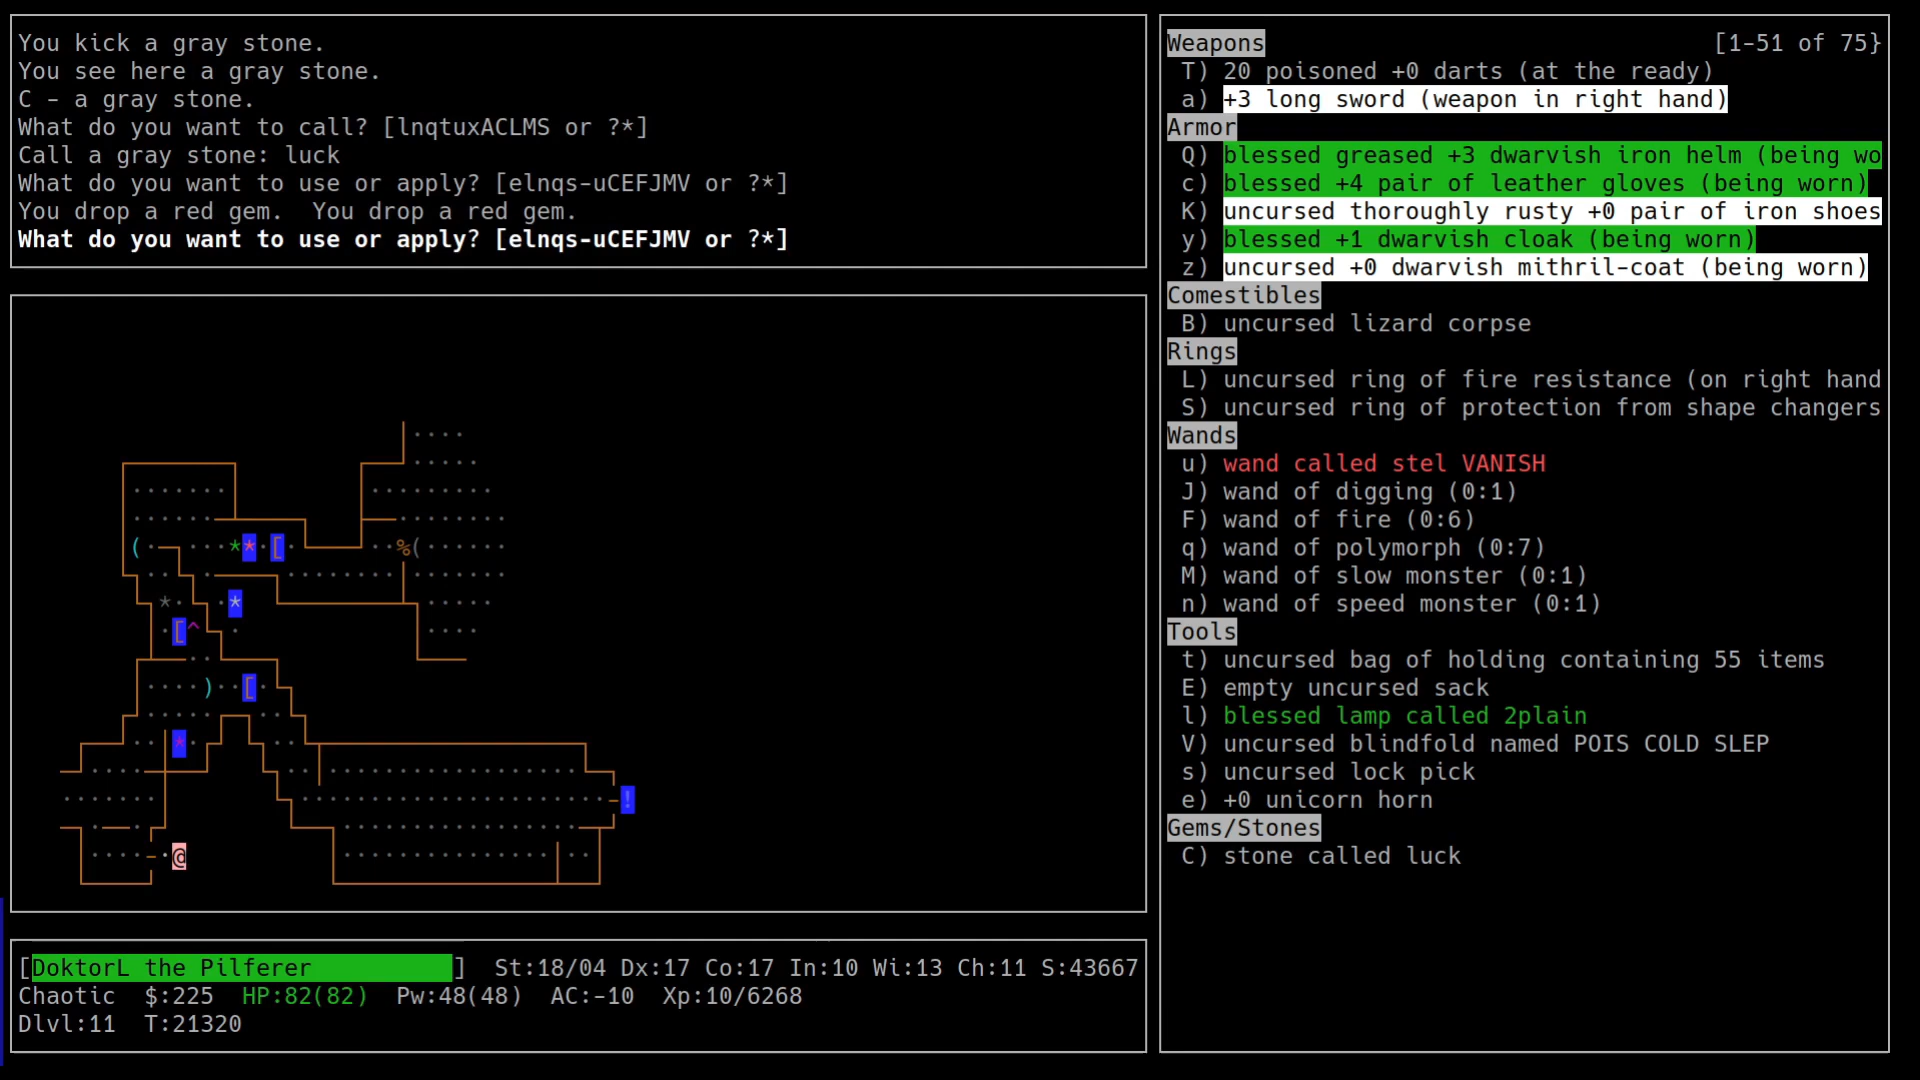 You kick a gray stone.
You see here a gray stone.
C - a gray stone.
What do you want to call? [lnqtuxACLMS or ?*]
Call a gray stone: luck
What do you want to use or apply? [elnqs-uCEFJMV or ?*]
You drop a red gem.  You drop a red gem.
What do you want to use or apply? [elnqs-uCEFJMV or ?*]
[DoktorL the Pilferer          ]  St:18/04 Dx:17 Co:17 In:10 Wi:13 Ch:11 S:43667
Chaotic  $:225  HP:82(82)  Pw:48(48)  AC:-10  Xp:10/6268
Dlvl:11  T:21320
Weapons [1-51 of 75}
T) 20 poisoned +0 darts (at the ready)
a) +3 long sword (weapon in right hand)
Armor
Q) blessed greased +3 dwarvish iron helm (being wo
c) blessed +4 pair of leather gloves (being worn)
K) uncursed thoroughly rusty +0 pair of iron shoes
y) blessed +1 dwarvish cloak (being worn)
z) uncursed +0 dwarvish mithril-coat (being worn)
Comestibles
B) uncursed lizard corpse
Rings
L) uncursed ring of fire resistance (on right hand
S) uncursed ring of protection from shape changers
Wands
u) wand called stel VANISH
J) wand of digging (0:1)
F) wand of fire (0:6)
q) wand of polymorph (0:7)
M) wand of slow monster (0:1)
n) wand of speed monster (0:1)
Tools
t) uncursed bag of holding containing 55 items
E) empty uncursed sack
l) blessed lamp called 2plain
V) uncursed blindfold named POIS COLD SLEP
s) uncursed lock pick
e) +0 unicorn horn
Gems/Stones
C) stone called luck